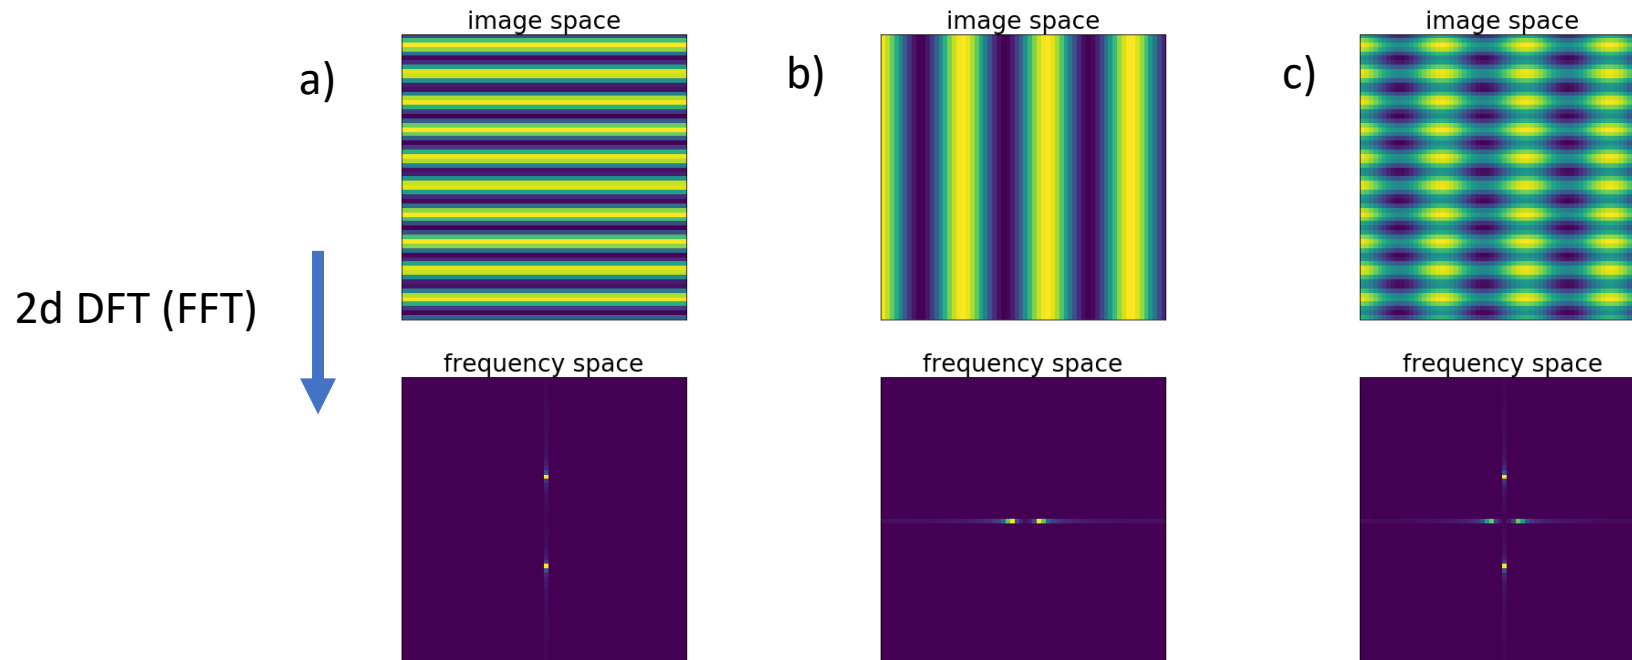 a)
image space
b)
image space
c)
image space
2d DFT (FFT)
frequency space
frequency space
frequency space